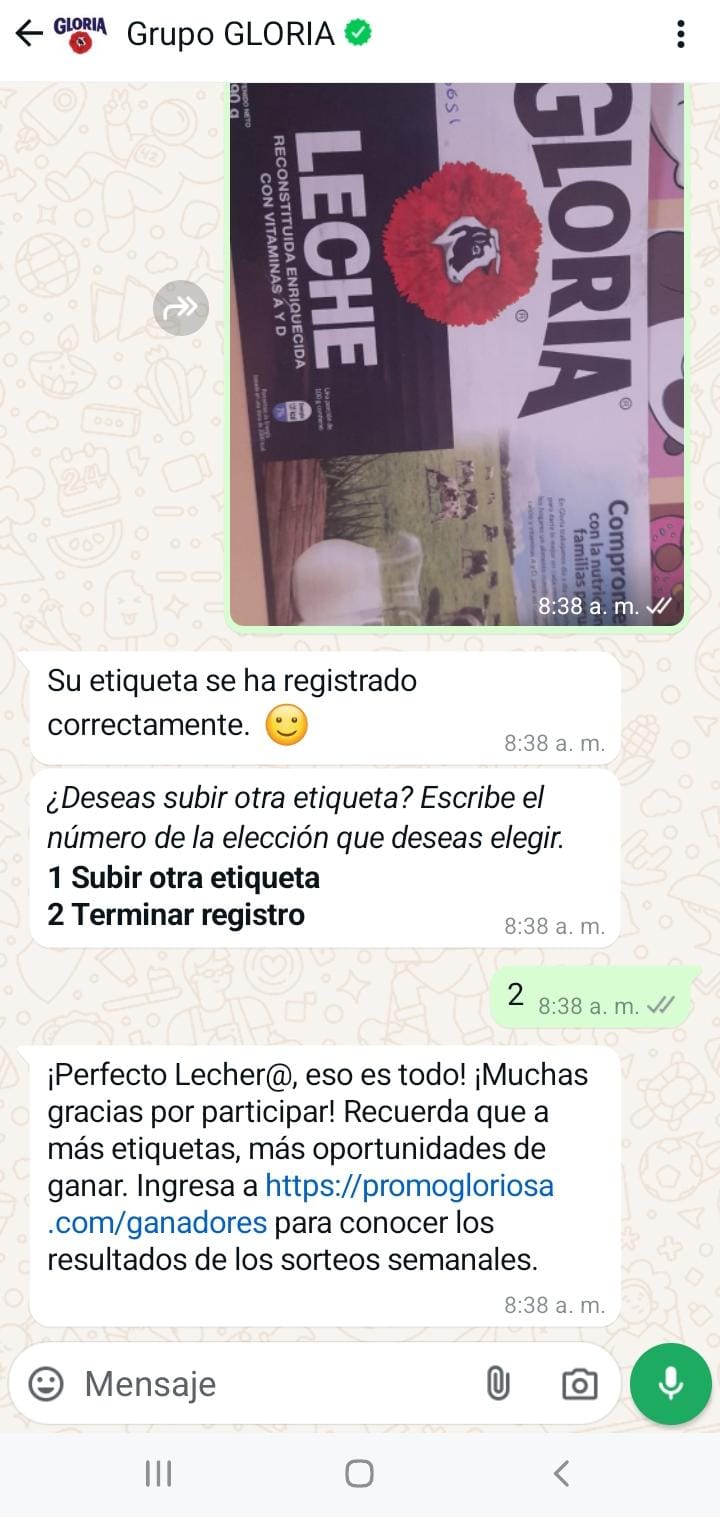 GLORIA
Grupo GLORIA
GLORIA
®
®
LECHE
RECONSTITUIDA ENRIQUECIDA
CON VITAMINAS A Y D
con la nutri
familias
8:38 a. m.
Su etiqueta se ha registrado
correctamente. 🙂
8:38 a. m.
¿Deseas subir otra etiqueta? Escribe el
número de la elección que deseas elegir.
1 Subir otra etiqueta
2 Terminar registro
8:38 a. m.
2
8:38 a. m.
¡Perfecto Lecher@, eso es todo! ¡Muchas
gracias por participar! Recuerda que a
más etiquetas, más oportunidades de
ganar. Ingresa a https://promogloriosa
.com/ganadores para conocer los
resultados de los sorteos semanales.
8:38 a. m.
Mensaje